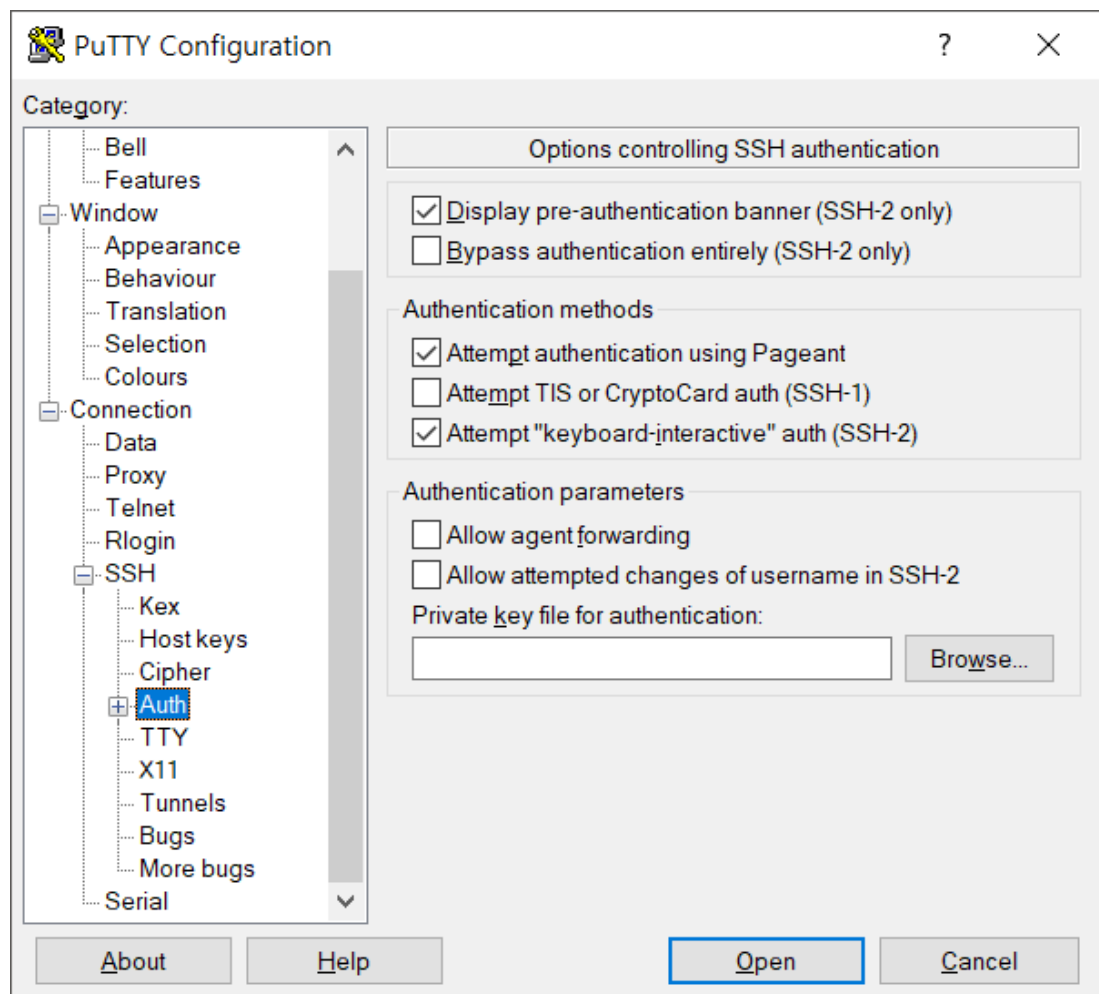 PuTTY Configuration
?
Category:
Bell
Features
Window
Appearance
Behaviour
Translation
Selection
Colours
Connection
Data
Proxy
Telnet
Rlogin
SSH
Kex
Host keys
Cipher
Auth
TTY
X11
Tunnels
Bugs
More bugs
Serial
Options controlling SSH authentication
Display pre-authentication banner (SSH-2 only)
Bypass authentication entirely (SSH-2 only)
Authentication methods
Attempt authentication using Pageant
Attempt TIS or CryptoCard auth (SSH-1)
Attempt "keyboard-interactive" auth (SSH-2)
Authentication parameters
Allow agent forwarding
Allow attempted changes of username in SSH-2
Private key file for authentication:
Browse...
About
Help
Open
Cancel